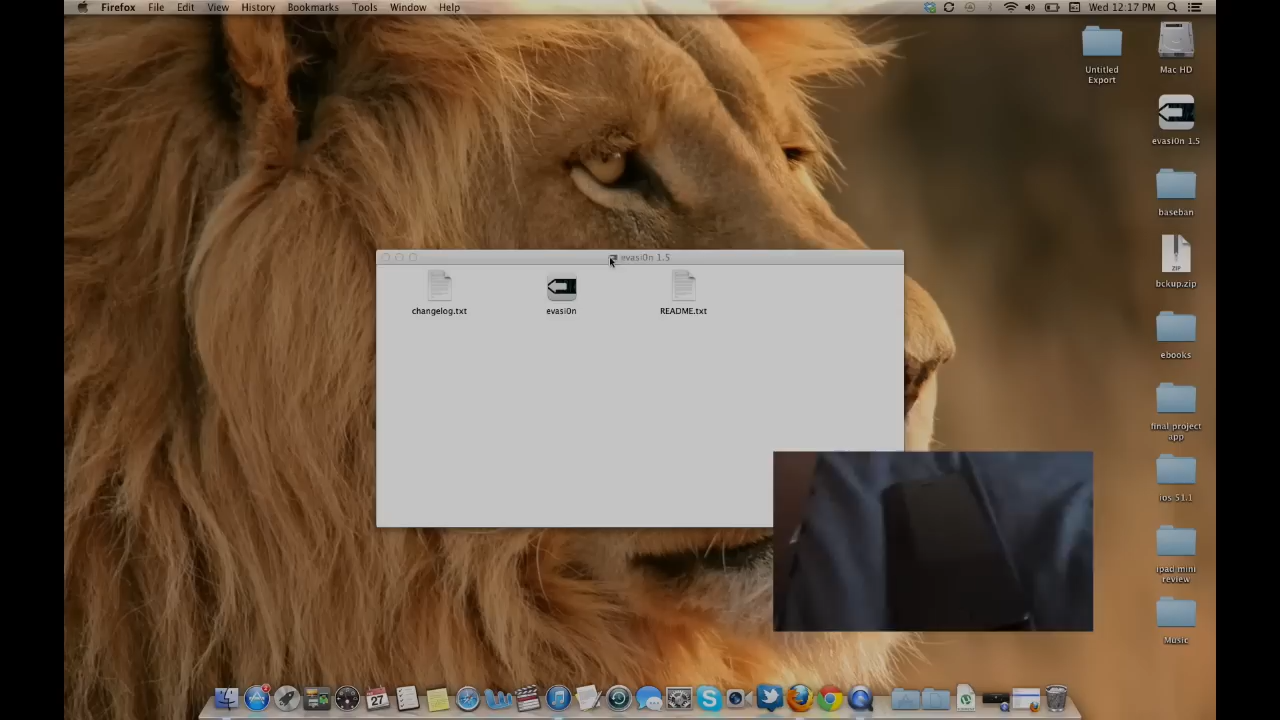 Firefox File Edit View History Bookmarks Tools Window Help Wed 12:17 PM
Untitled
Export
Mac HD
evasi0n 1.5
baseban
ZIP
bckup.zip
ebooks
final project
app
ios 51.1
ipad mini
review
Music
evasi0n 1.5
changelog.txt evasi0n README.txt
27